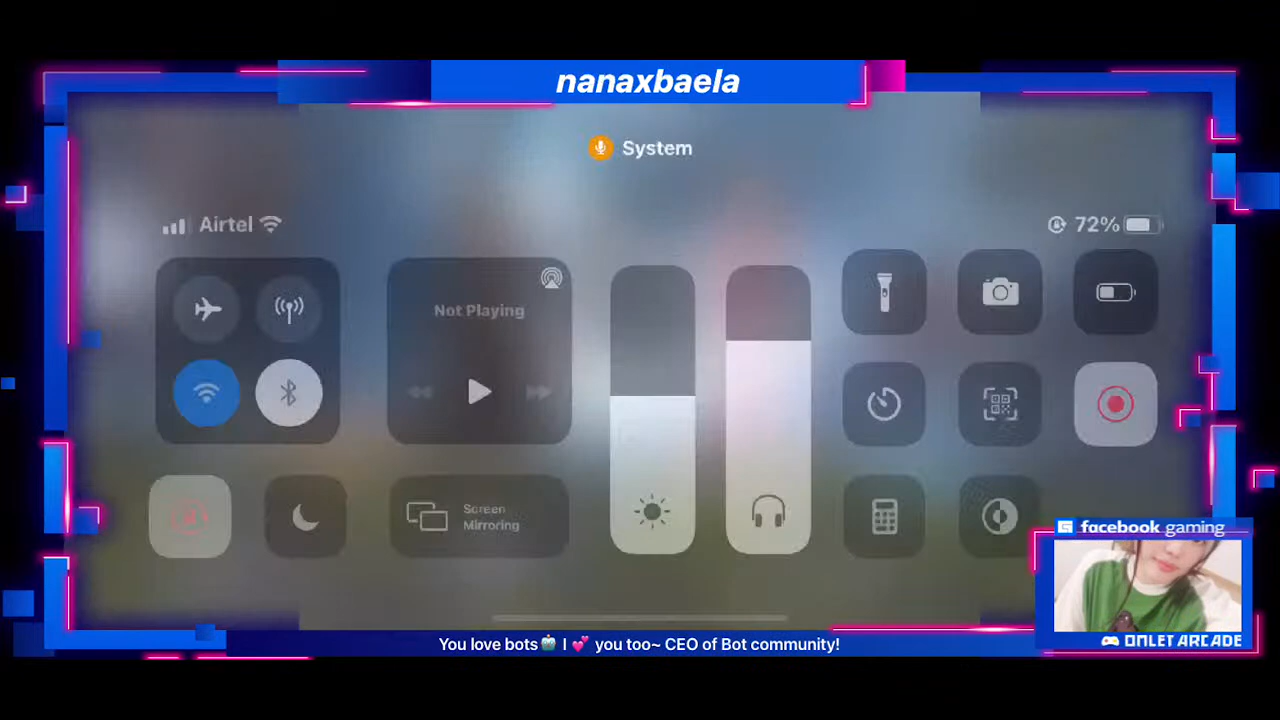 nanaxbaela
System
Airtel
72%
Not Playing
Screen
Mirroring
facebook gaming
ONLET ARCADE
You love bots🤖 I 💕 you too~ CEO of Bot community!